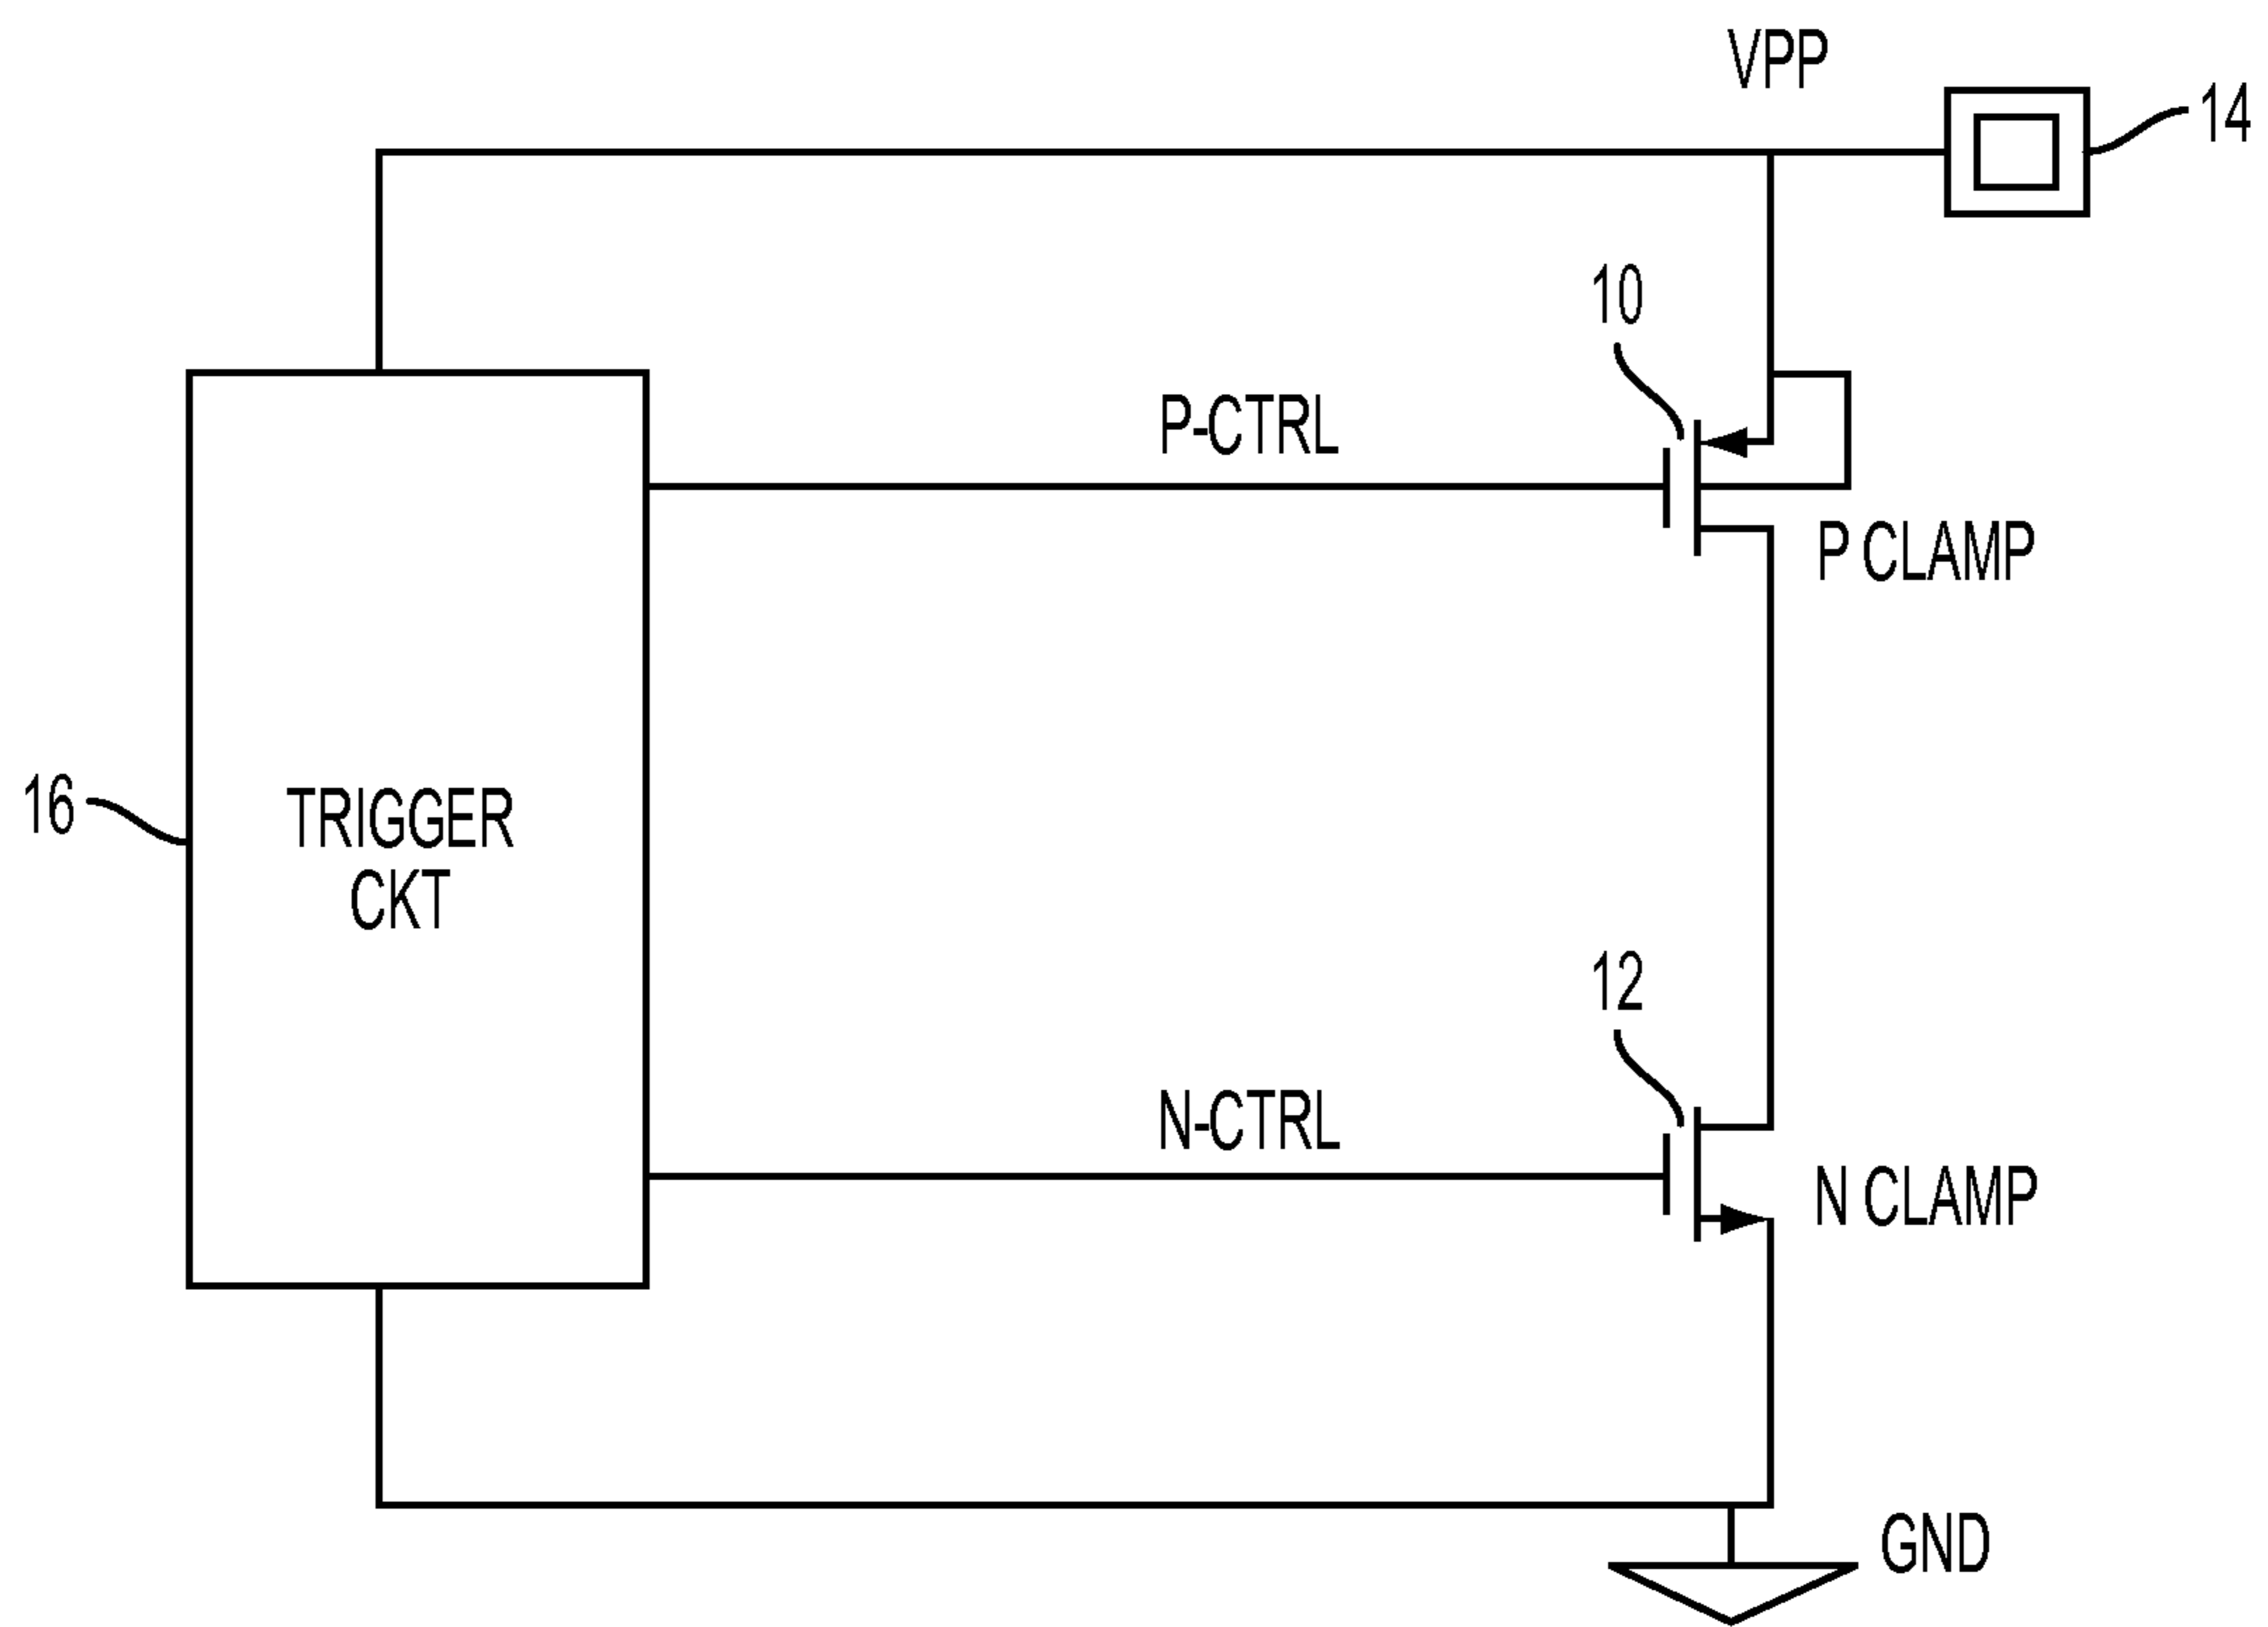 VPP
14
10
P-CTRL
P CLAMP
16
TRIGGER
CKT
12
N-CTRL
N CLAMP
GND